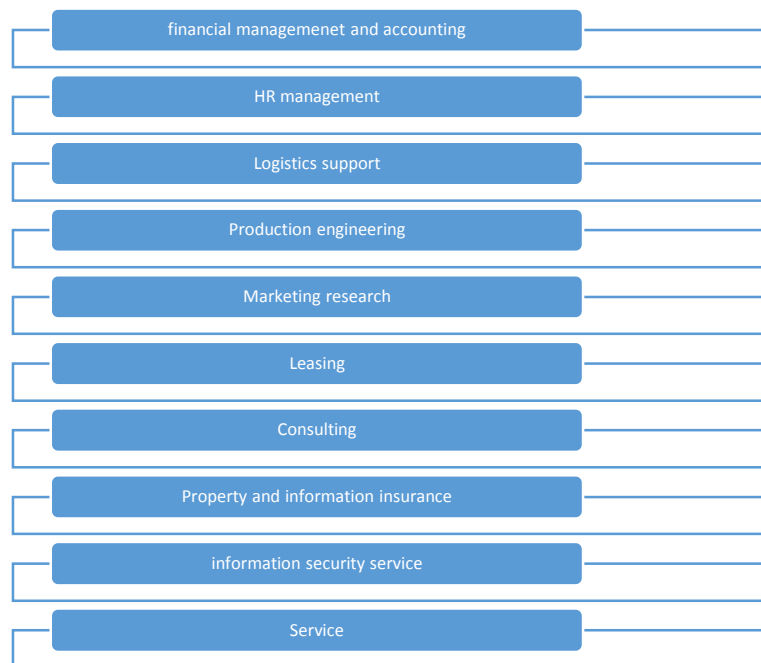 financial managemenet and accounting
HR management
Logistics support
Production engineering
Marketing research
Leasing
Consulting
Property and information insurance
information security service
Service